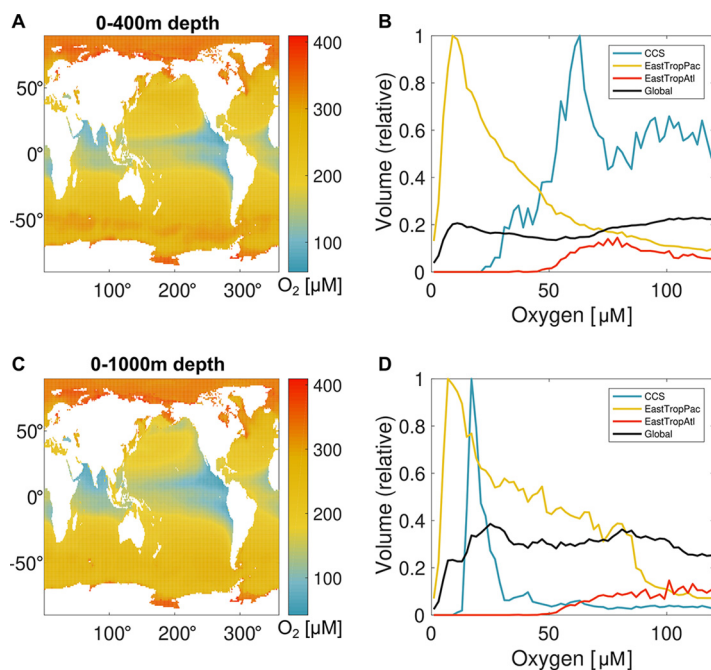 A
0-400m depth
400
300
200
100
50°
0°
-50°
100°
200°
300°
O₂ [µM]
B
CCS
EastTropPac
EastTropAtl
Global
Volume (relative)
1
0.8
0.6
0.4
0.2
0
0
50
100
Oxygen [µM]
C
0-1000m depth
400
300
200
100
50°
0°
-50°
100°
200°
300°
O₂ [µM]
D
CCS
EastTropPac
EastTropAtl
Global
Volume (relative)
1
0.8
0.6
0.4
0.2
0
0
50
100
Oxygen [µM]